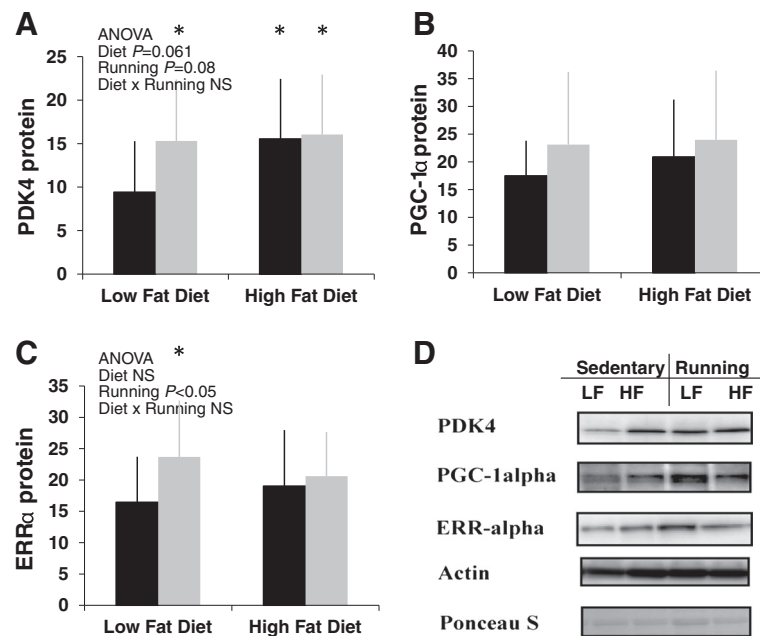 A
ANOVA
Diet P=0.061
Running P=0.08
Diet x Running NS
* * *
PDK4 protein
25
20
15
10
5
0
Low Fat Diet High Fat Diet
B
PGC-1α protein
40
35
30
25
20
15
10
5
0
Low Fat Diet High Fat Diet
C
ANOVA
Diet NS
Running P<0.05
Diet x Running NS
*
ERRα protein
35
30
25
20
15
10
5
0
Low Fat Diet High Fat Diet
D
Sedentary Running
LF HF LF HF
PDK4
PGC-1alpha
ERR-alpha
Actin
Ponceau S